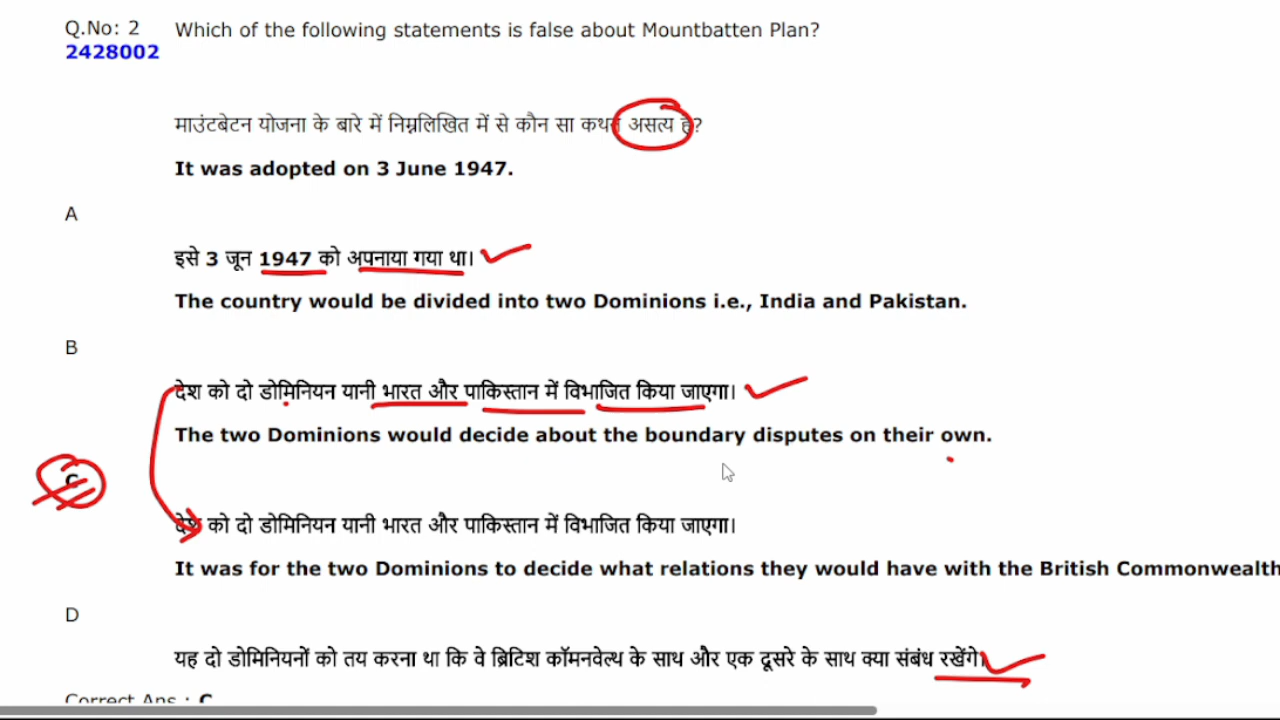 Q.No: 2 Which of the following statements is false about Mountbatten Plan?
2428002
माउंटबेटन योजना के बारे में निम्नलिखित में से कौन सा कथन असत्य है?
It was adopted on 3 June 1947.
A
इसे 3 जून 1947 को अपनाया गया था।
The country would be divided into two Dominions i.e., India and Pakistan.
B
देश को दो डोमिनियन यानी भारत और पाकिस्तान में विभाजित किया जाएगा।
The two Dominions would decide about the boundary disputes on their own.
C
देश को दो डोमिनियन यानी भारत और पाकिस्तान में विभाजित किया जाएगा।
It was for the two Dominions to decide what relations they would have with the British Commonwealth
D
यह दो डोमिनियनों को तय करना था कि वे ब्रिटिश कॉमनवेल्थ के साथ और एक दूसरे के साथ क्या संबंध रखेंगे।
Correct Ans : C